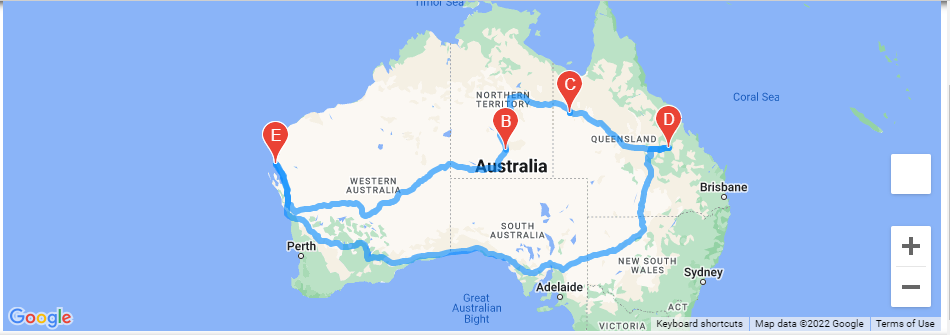 Timor Sea
C
NORTHERN
TERRITORY
Coral Sea
B
D
E
QUEENSLAND
Australia
WESTERN
AUSTRALIA
Brisbane
SOUTH
AUSTRALIA
Perth
NEW SOUTH
WALES
Sydney
Adelaide
Great
Australian
Bight
ACT
VICTORIA
Google
Keyboard shortcuts
Map data ©2022 Google
Terms of Use